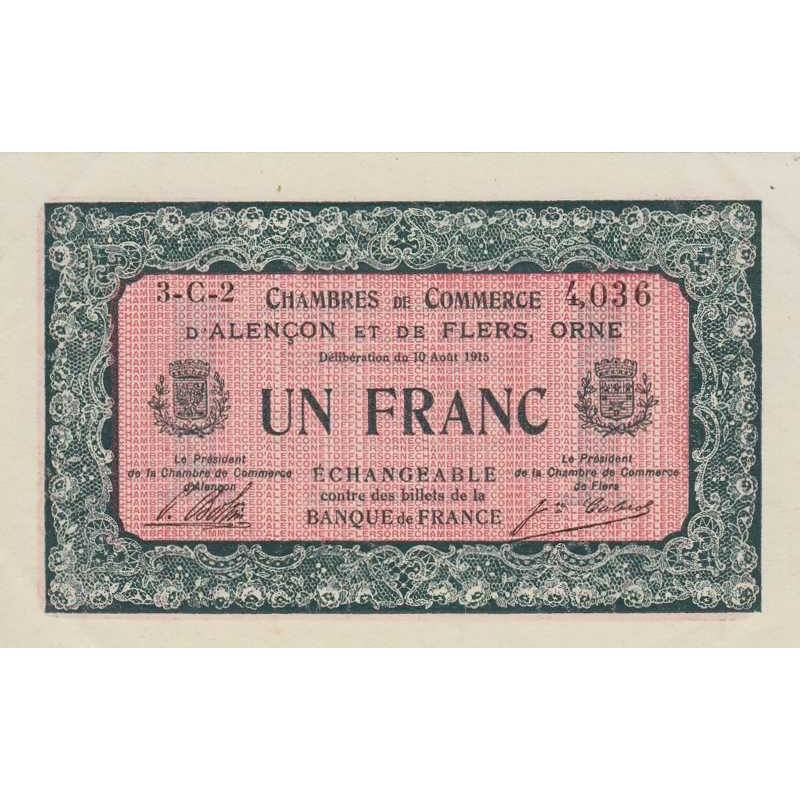 3-C-2 CHAMBRES DE COMMERCE 4,036
D'ALENÇON ET DE FLERS, ORNE
Délibération du 10 Août 1915
UN FRANC
Le Président
de la Chambre de Commerce
d'Alençon
ÉCHANGEABLE
contre des billets de la
BANQUE de FRANCE
Le Président
de la Chambre de Commerce
de Flers